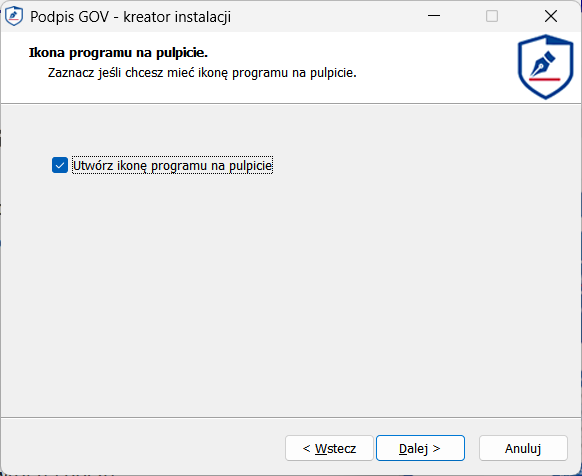 Podpis GOV - kreator instalacji
Ikona programu na pulpicie.
Zaznacz jeśli chcesz mieć ikonę programu na pulpicie.
Utwórz ikonę programu na pulpicie
< Wstecz
Dalej >
Anuluj